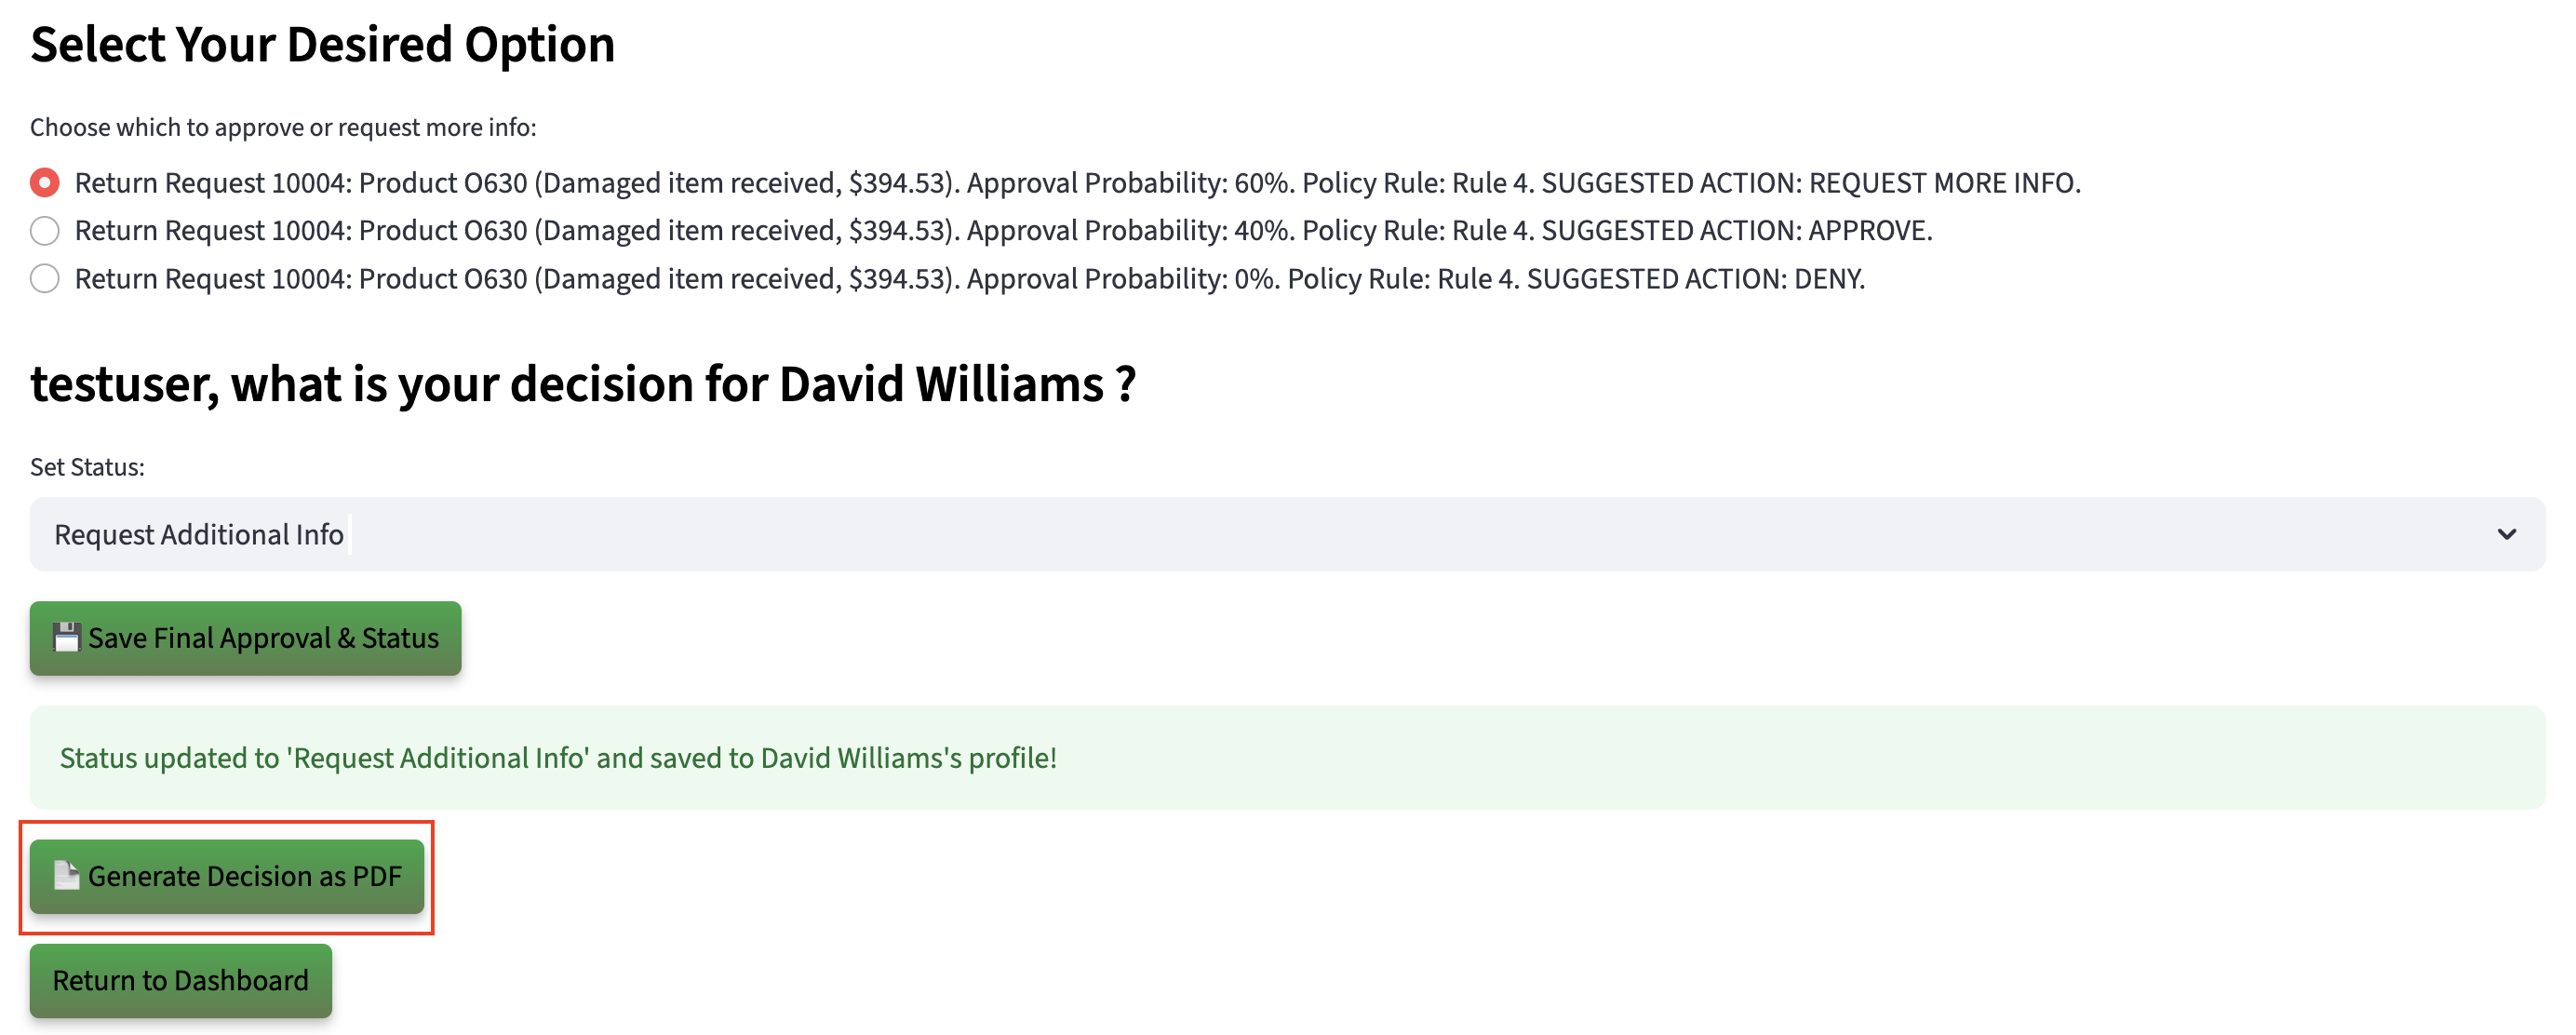 Select Your Desired Option
Choose which to approve or request more info:
Return Request 10004: Product O630 (Damaged item received, $394.53). Approval Probability: 60%. Policy Rule: Rule 4. SUGGESTED ACTION: REQUEST MORE INFO.
Return Request 10004: Product O630 (Damaged item received, $394.53). Approval Probability: 40%. Policy Rule: Rule 4. SUGGESTED ACTION: APPROVE.
Return Request 10004: Product O630 (Damaged item received, $394.53). Approval Probability: 0%. Policy Rule: Rule 4. SUGGESTED ACTION: DENY.
testuser, what is your decision for David Williams ?
Set Status:
Request Additional Info
Save Final Approval & Status
Status updated to 'Request Additional Info' and saved to David Williams's profile!
Generate Decision as PDF
Return to Dashboard